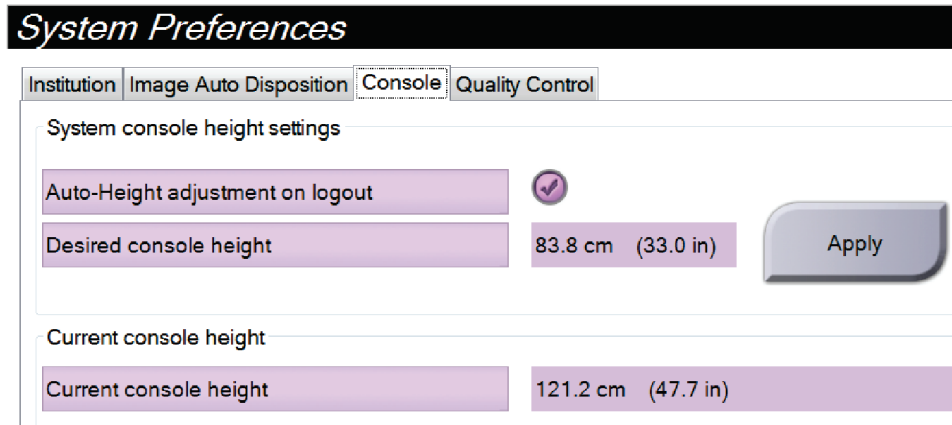 System Preferences
Institution Image Auto Disposition Console Quality Control
System console height settings
Auto-Height adjustment on logout
Desired console height 83.8 cm (33.0 in) Apply
Current console height
Current console height 121.2 cm (47.7 in)